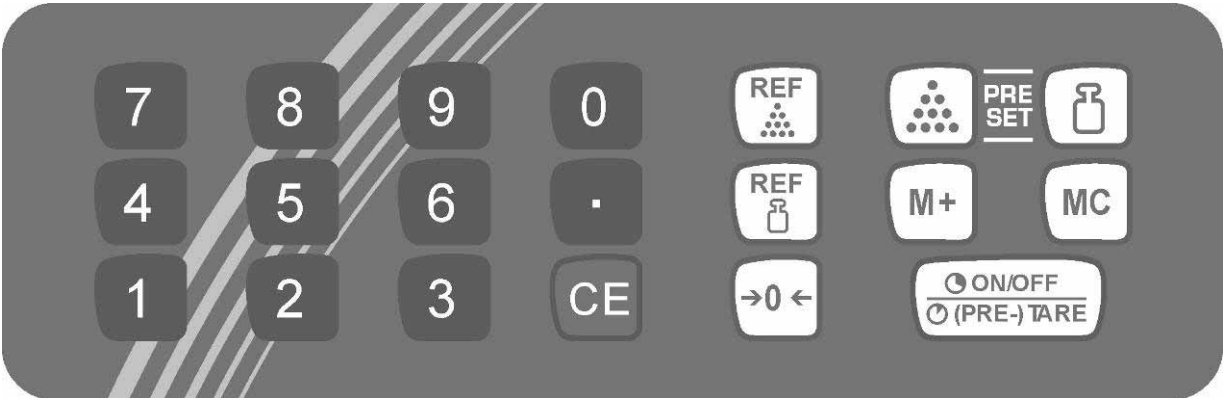 7 8 9 0 REF PRE
SET
4 5 6 . REF M+ MC
1 2 3 CE →0← ON/OFF
(PRE-) TARE